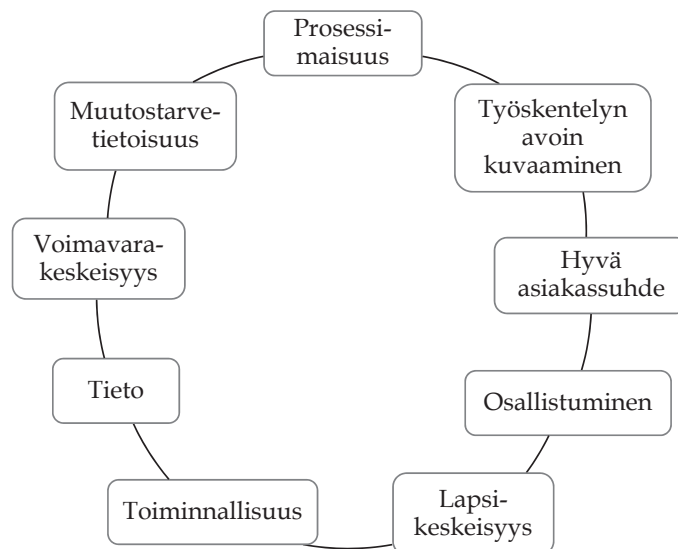 Prosessi-
maisuus
Työskentelyn
avoin
kuvaaminen
Hyvä
asiakassuhde
Osallistuminen
Lapsi-
keskeisyys
Toiminnallisuus
Tieto
Voimavara-
keskeisyys
Muutostarve-
tietoisuus